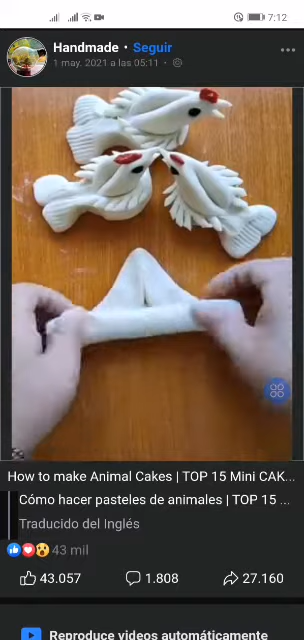 7:12
Handmade • Seguir
1 may. 2021 a las 05:11 •
How to make Animal Cakes | TOP 15 Mini CAK...
Cómo hacer pasteles de animales | TOP 15 ...
Traducido del Inglés
43 mil
43.057 1.808 27.160
Reproduce videos automáticamente